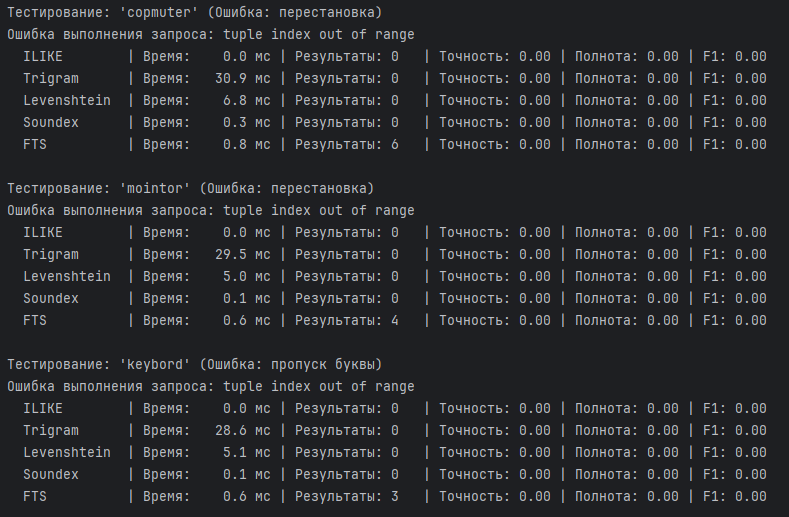 Тестирование: 'copmuter' (Ошибка: перестановка)
Ошибка выполнения запроса: tuple index out of range
ILIKE | Время: 0.0 мс | Результаты: 0 | Точность: 0.00 | Полнота: 0.00 | F1: 0.00
Trigram | Время: 30.9 мс | Результаты: 0 | Точность: 0.00 | Полнота: 0.00 | F1: 0.00
Levenshtein | Время: 6.8 мс | Результаты: 0 | Точность: 0.00 | Полнота: 0.00 | F1: 0.00
Soundex | Время: 0.3 мс | Результаты: 0 | Точность: 0.00 | Полнота: 0.00 | F1: 0.00
FTS | Время: 0.8 мс | Результаты: 6 | Точность: 0.00 | Полнота: 0.00 | F1: 0.00
Тестирование: 'mointor' (Ошибка: перестановка)
Ошибка выполнения запроса: tuple index out of range
ILIKE | Время: 0.0 мс | Результаты: 0 | Точность: 0.00 | Полнота: 0.00 | F1: 0.00
Trigram | Время: 29.5 мс | Результаты: 0 | Точность: 0.00 | Полнота: 0.00 | F1: 0.00
Levenshtein | Время: 5.0 мс | Результаты: 0 | Точность: 0.00 | Полнота: 0.00 | F1: 0.00
Soundex | Время: 0.1 мс | Результаты: 0 | Точность: 0.00 | Полнота: 0.00 | F1: 0.00
FTS | Время: 0.6 мс | Результаты: 4 | Точность: 0.00 | Полнота: 0.00 | F1: 0.00
Тестирование: 'keybord' (Ошибка: пропуск буквы)
Ошибка выполнения запроса: tuple index out of range
ILIKE | Время: 0.0 мс | Результаты: 0 | Точность: 0.00 | Полнота: 0.00 | F1: 0.00
Trigram | Время: 28.6 мс | Результаты: 0 | Точность: 0.00 | Полнота: 0.00 | F1: 0.00
Levenshtein | Время: 5.1 мс | Результаты: 0 | Точность: 0.00 | Полнота: 0.00 | F1: 0.00
Soundex | Время: 0.1 мс | Результаты: 0 | Точность: 0.00 | Полнота: 0.00 | F1: 0.00
FTS | Время: 0.6 мс | Результаты: 3 | Точность: 0.00 | Полнота: 0.00 | F1: 0.00